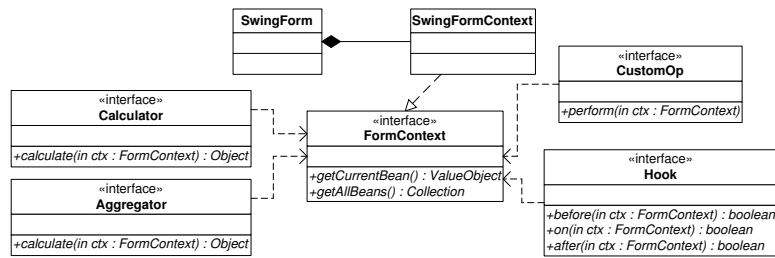 SwingForm
SwingFormContext
«interface»
CustomOp
+perform(in ctx : FormContext)
«interface»
Calculator
+calculate(in ctx : FormContext) : Object
«interface»
FormContext
+getCurrentBean() : ValueObject
+getAllBeans() : Collection
«interface»
Hook
+before(in ctx : FormContext) : boolean
+on(in ctx : FormContext) : boolean
+after(in ctx : FormContext) : boolean
«interface»
Aggregator
+calculate(in ctx : FormContext) : Object